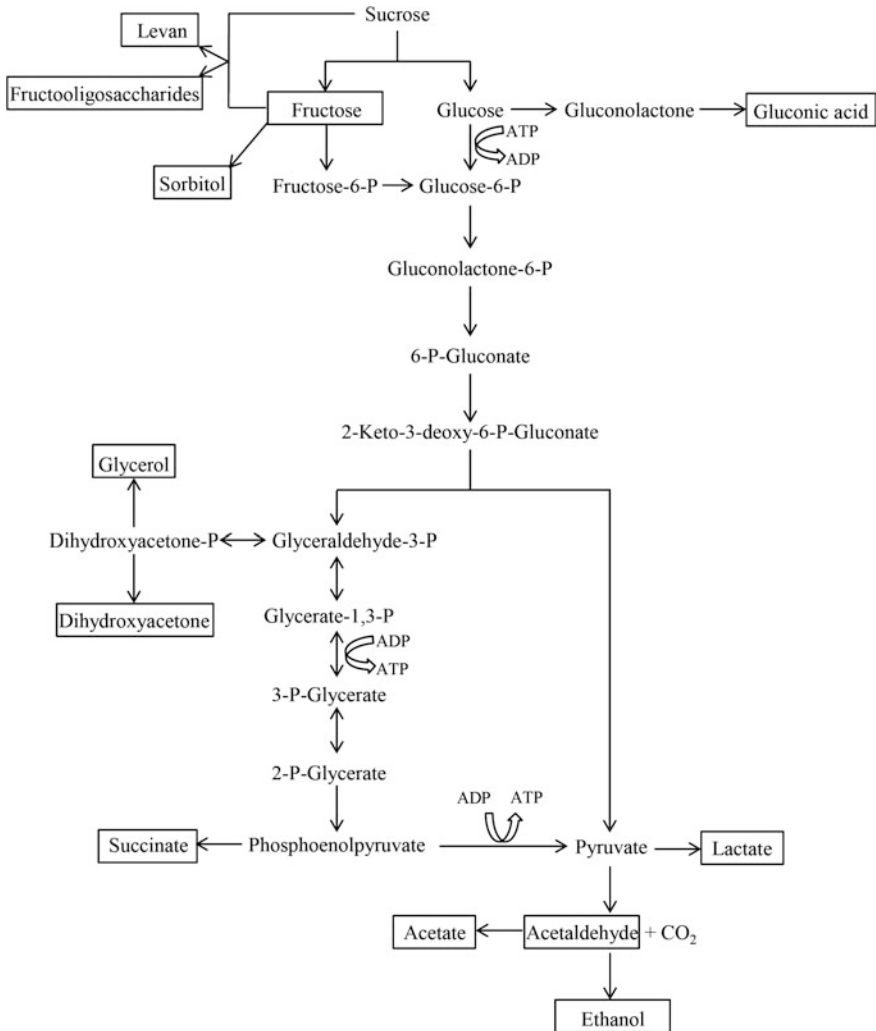 Sucrose
Levan
Fructooligosaccharides
Fructose
Glucose
Gluconolactone
Gluconic acid
ATP
ADP
Sorbitol
Fructose-6-P
Glucose-6-P
Gluconolactone-6-P
6-P-Gluconate
2-Keto-3-deoxy-6-P-Gluconate
Glycerol
Dihydroxyacetone-P
Glyceraldehyde-3-P
Dihydroxyacetone
Glycerate-1,3-P
ADP
ATP
3-P-Glycerate
2-P-Glycerate
ADP ATP
Succinate
Phosphoenolpyruvate
Pyruvate
Lactate
Acetate
Acetaldehyde + CO₂
Ethanol